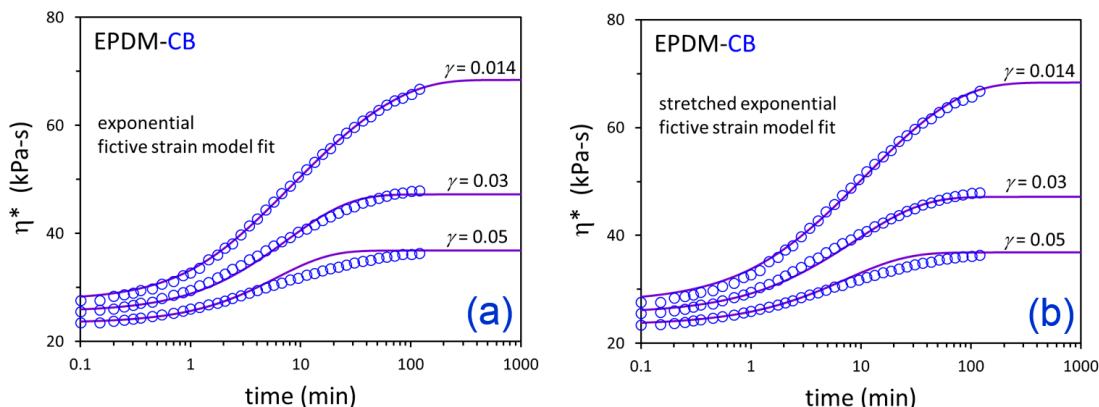 80
60
40
20
η* (kPa-s)
EPDM-CB
exponential
fictive strain model fit
γ = 0.014
γ = 0.03
γ = 0.05
(a)
0.1 1 10 100 1000
time (min)
80
60
40
20
η* (kPa-s)
EPDM-CB
stretched exponential
fictive strain model fit
γ = 0.014
γ = 0.03
γ = 0.05
(b)
0.1 1 10 100 1000
time (min)